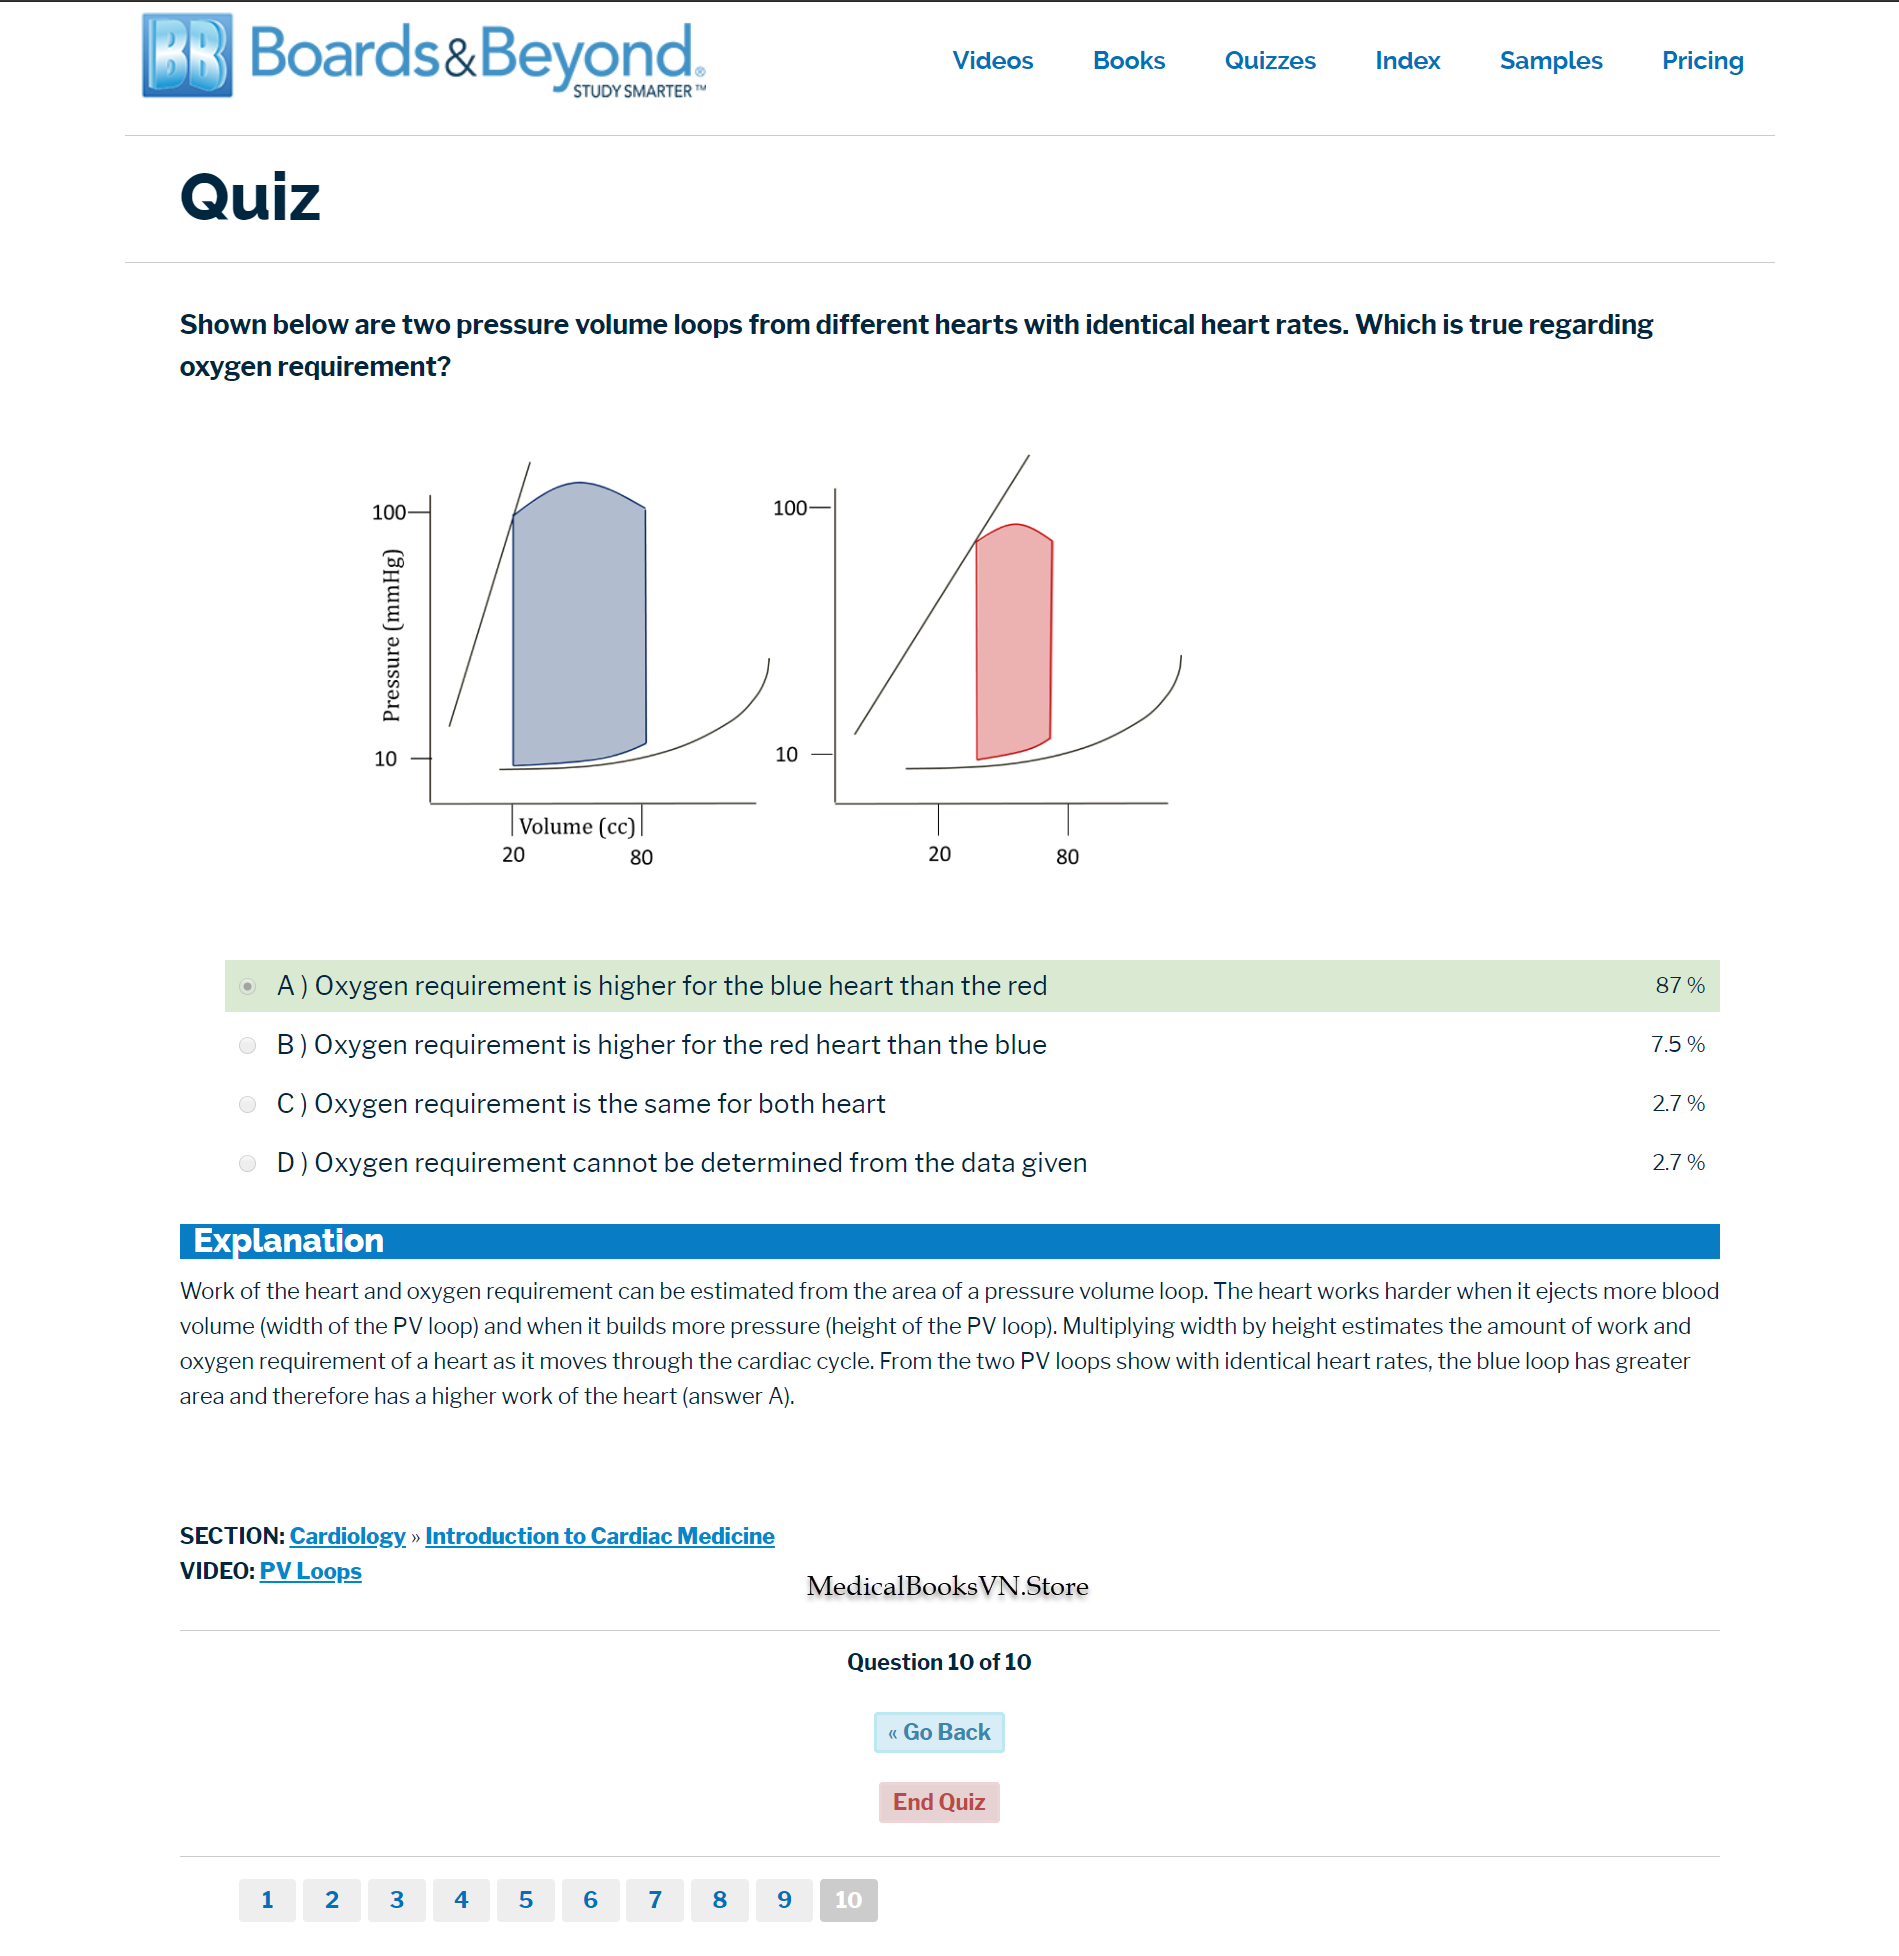 BB Boards&Beyond®
STUDY SMARTER™
Videos Books Quizzes Index Samples Pricing
Quiz
Shown below are two pressure volume loops from different hearts with identical heart rates. Which is true regarding
oxygen requirement?
100
Pressure (mmHg)
10
Volume (cc)
20 80
100
10
20 80
A ) Oxygen requirement is higher for the blue heart than the red 87 %
B ) Oxygen requirement is higher for the red heart than the blue 7.5 %
C ) Oxygen requirement is the same for both heart 2.7 %
D ) Oxygen requirement cannot be determined from the data given 2.7 %
Explanation
Work of the heart and oxygen requirement can be estimated from the area of a pressure volume loop. The heart works harder when it ejects more blood
volume (width of the PV loop) and when it builds more pressure (height of the PV loop). Multiplying width by height estimates the amount of work and
oxygen requirement of a heart as it moves through the cardiac cycle. From the two PV loops show with identical heart rates, the blue loop has greater
area and therefore has a higher work of the heart (answer A).
SECTION: Cardiology » Introduction to Cardiac Medicine
VIDEO: PV Loops
MedicalBooksVN.Store
Question 10 of 10
« Go Back
End Quiz
1 2 3 4 5 6 7 8 9 10